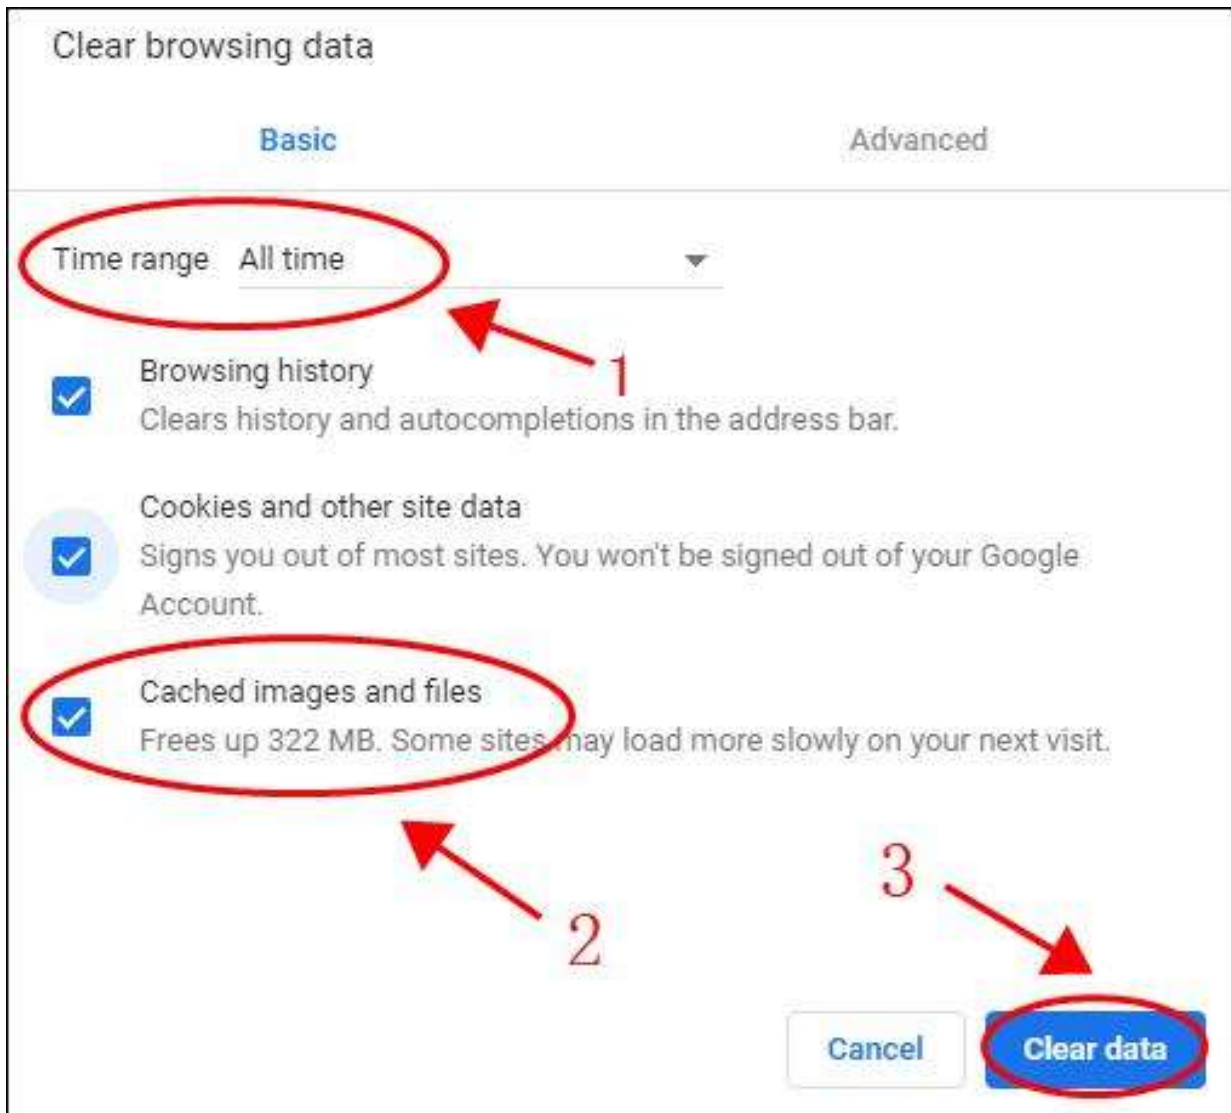 Clear browsing data
Basic Advanced
Time range All time
1
Browsing history
Clears history and autocompletions in the address bar.
Cookies and other site data
Signs you out of most sites. You won't be signed out of your Google
Account.
Cached images and files
Frees up 322 MB. Some sites may load more slowly on your next visit.
2
3
Cancel Clear data